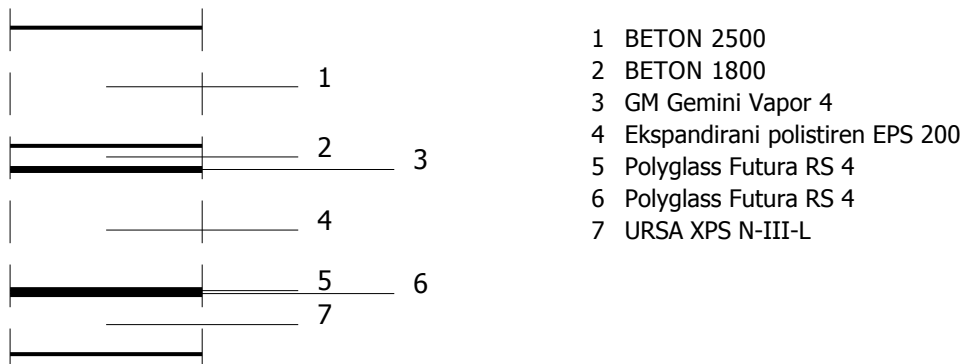 1
2
3
4
5
6
7
1 BETON 2500
2 BETON 1800
3 GM Gemini Vapor 4
4 Ekspandirani polistiren EPS 200
5 Polyglass Futura RS 4
6 Polyglass Futura RS 4
7 URSA XPS N-III-L